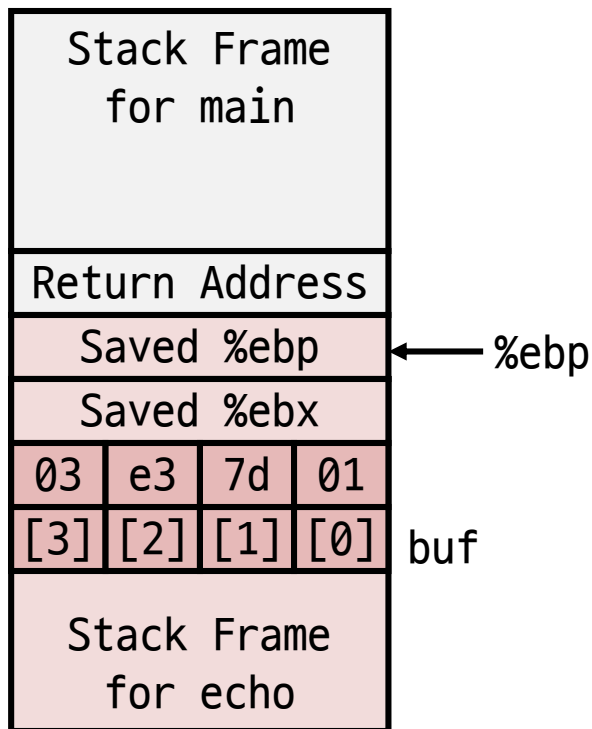 Stack Frame
for main
Return Address
Saved %ebp
%ebp
Saved %ebx
03 e3 7d 01
[3] [2] [1] [0] buf
Stack Frame
for echo